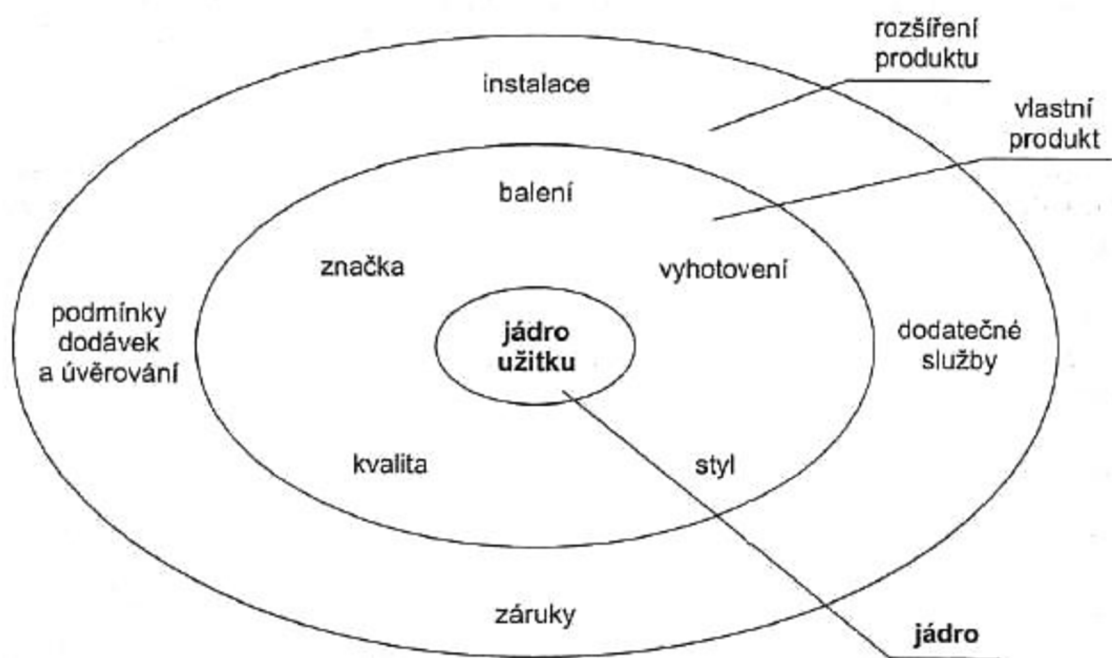 rozšíření
produktu
instalace
vlastní
produkt
balení
značka
vyhotovení
podmínky
dodávek
a úvěrování
jádro
užitku
dodatečné
služby
kvalita
styl
záruky
jádro